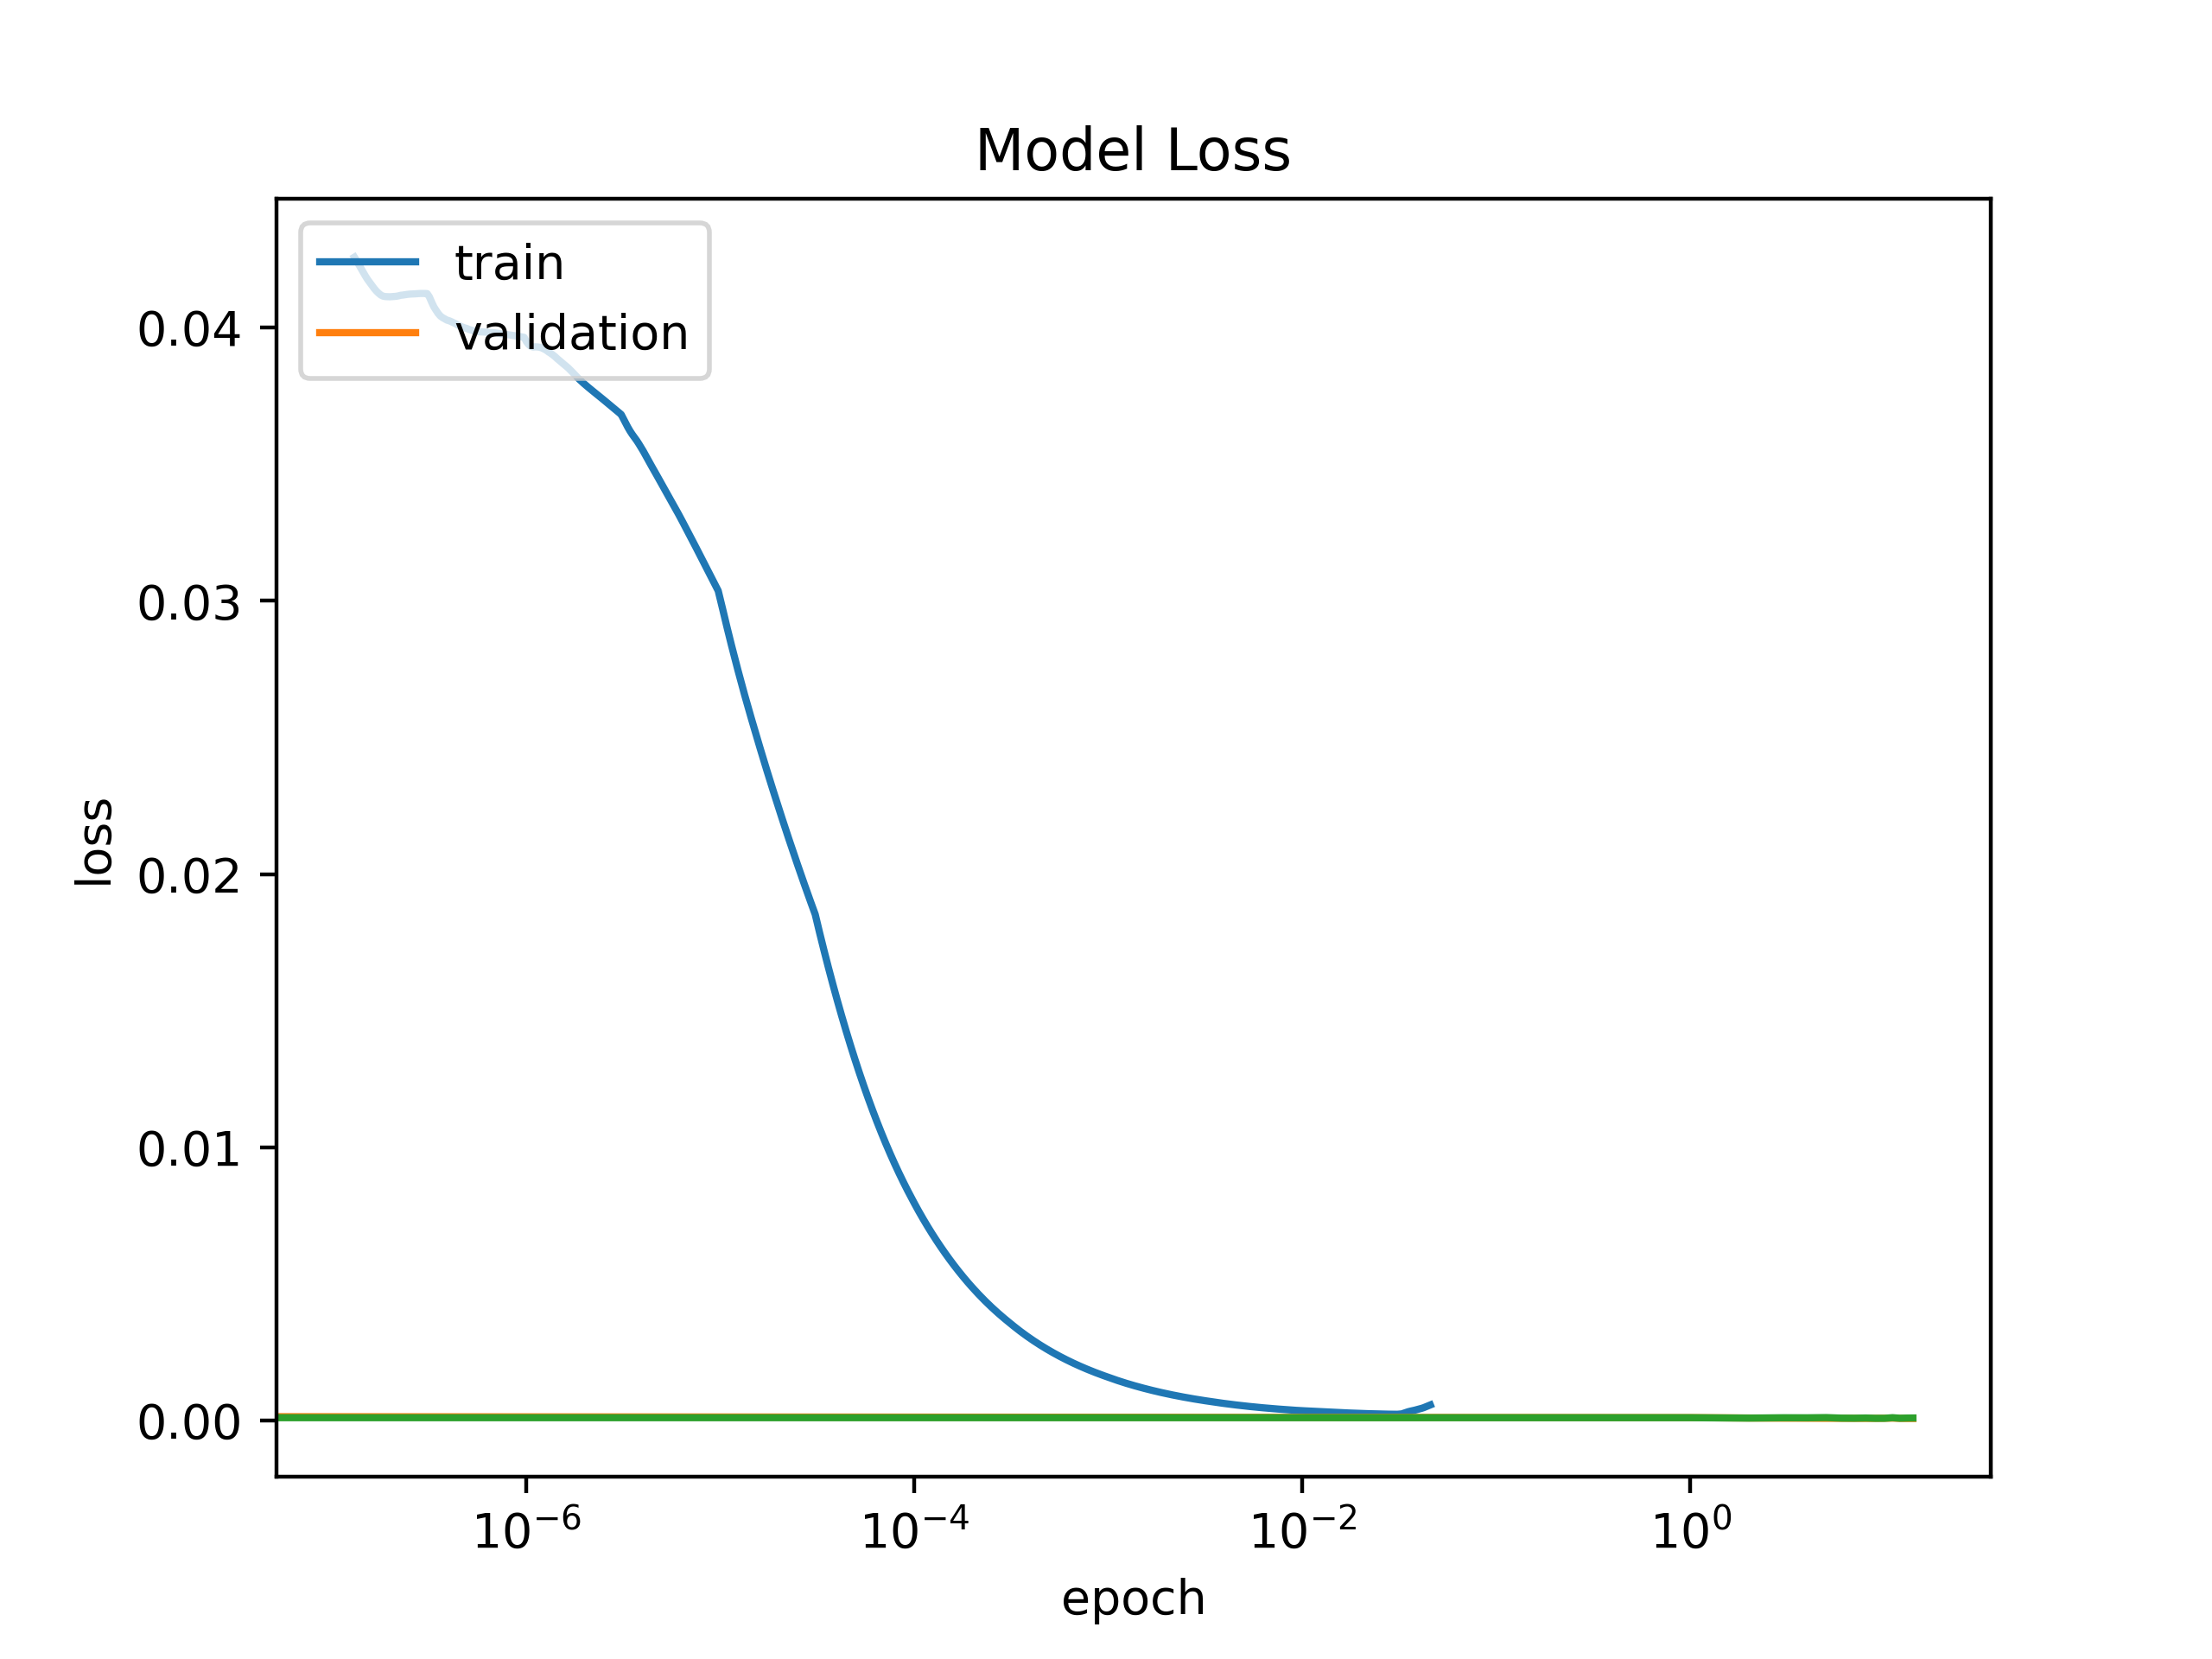 Model Loss
train
validation
0.04
0.03
0.02
0.01
0.00
loss
10⁻⁶ 10⁻⁴ 10⁻² 10⁰
epoch